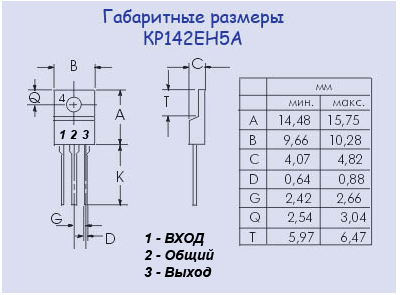 Габаритные размеры
КР142ЕН5А
B
C
Q
4
A
T
1 2 3
K
G
D
1 - ВХОД
2 - Общий
3 - Выход
мм
мин. макс.
A 14,48 15,75
B 9,66 10,28
C 4,07 4,82
D 0,64 0,88
G 2,42 2,66
Q 2,54 3,04
T 5,97 6,47